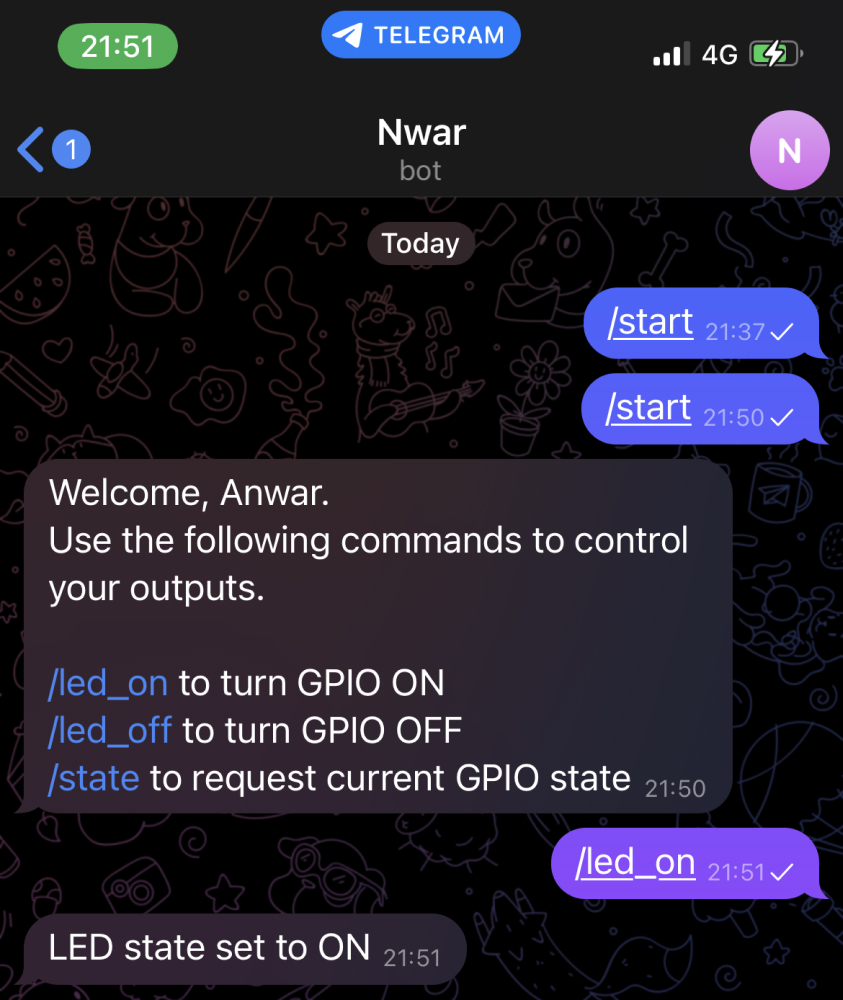 21:51
TELEGRAM
4G
1
Nwar
bot
N
Today
/start 21:37
/start 21:50
Welcome, Anwar.
Use the following commands to control
your outputs.
/led_on to turn GPIO ON
/led_off to turn GPIO OFF
/state to request current GPIO state 21:50
/led_on 21:51
LED state set to ON 21:51